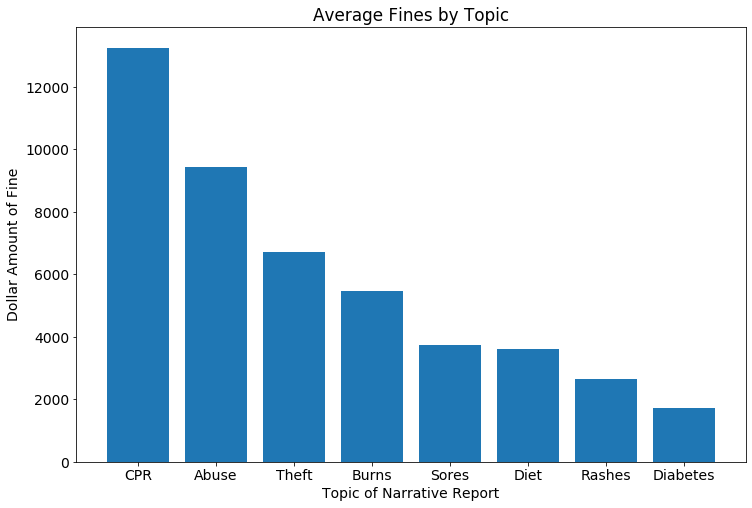 Average Fines by Topic
Dollar Amount of Fine
12000
10000
8000
6000
4000
2000
0
CPR Abuse Theft Burns Sores Diet Rashes Diabetes
Topic of Narrative Report